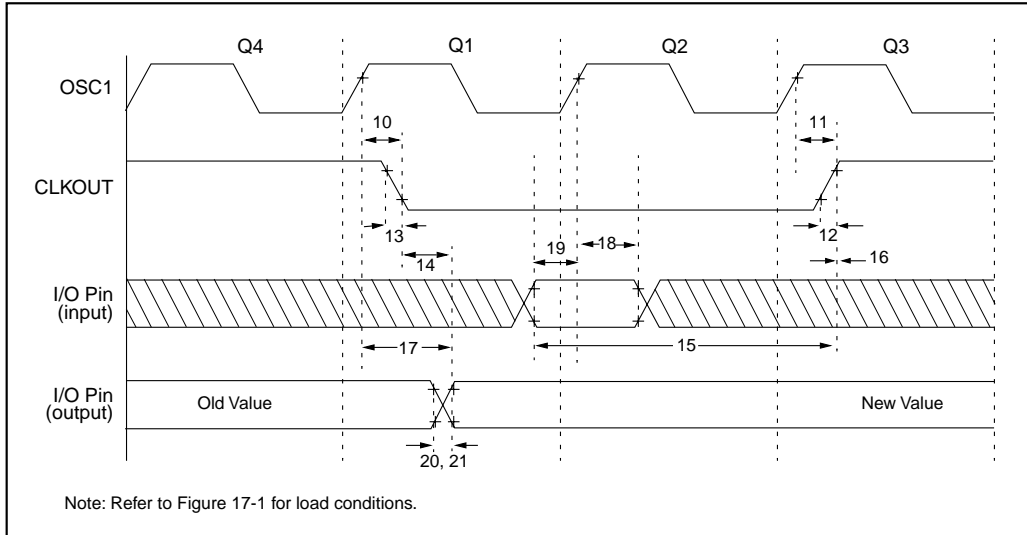 Q4 Q1 Q2 Q3
OSC1
10 11
CLKOUT
13 12
19 18
14 16
I/O Pin
(input)
17 15
I/O Pin
(output)
Old Value New Value
20, 21
Note: Refer to Figure 17-1 for load conditions.